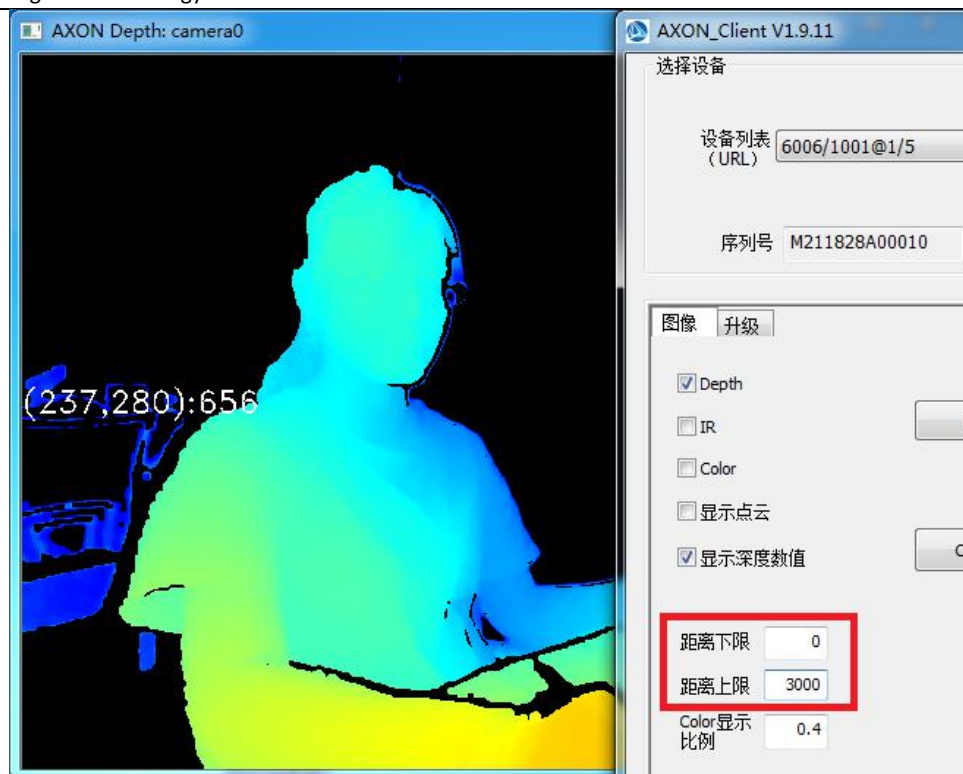 AXON Depth: camera0
(237,280):656
AXON_Client V1.9.11
选择设备
设备列表
(URL)
6006/1001@1/5
序列号 M211828A00010
图像 升级
Depth
IR
Color
显示点云
显示深度数值
距离下限 0
距离上限 3000
Color显示
比例
0.4